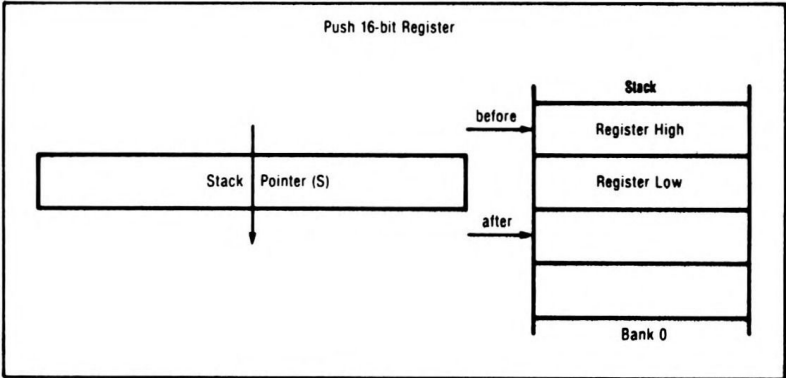 Push 16-bit Register
Stack
before
Register High
Stack Pointer (S)
Register Low
after
Bank 0